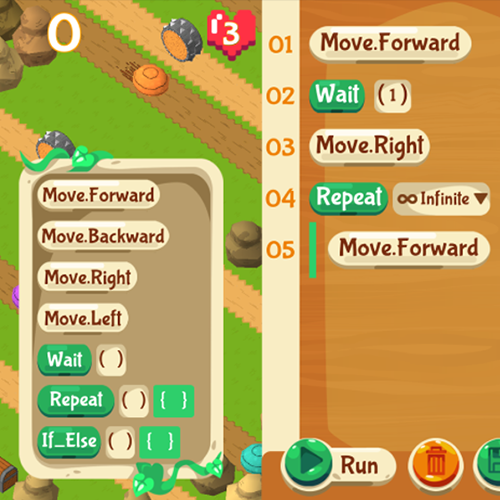 0
3
Move.Forward
Move.Backward
Move.Right
Move.Left
Wait ( )
Repeat ( ) { }
If_Else ( ) { }
01 Move.Forward
02 Wait (1)
03 Move.Right
04 Repeat ∞ Infinite ▼
05 Move.Forward
Run